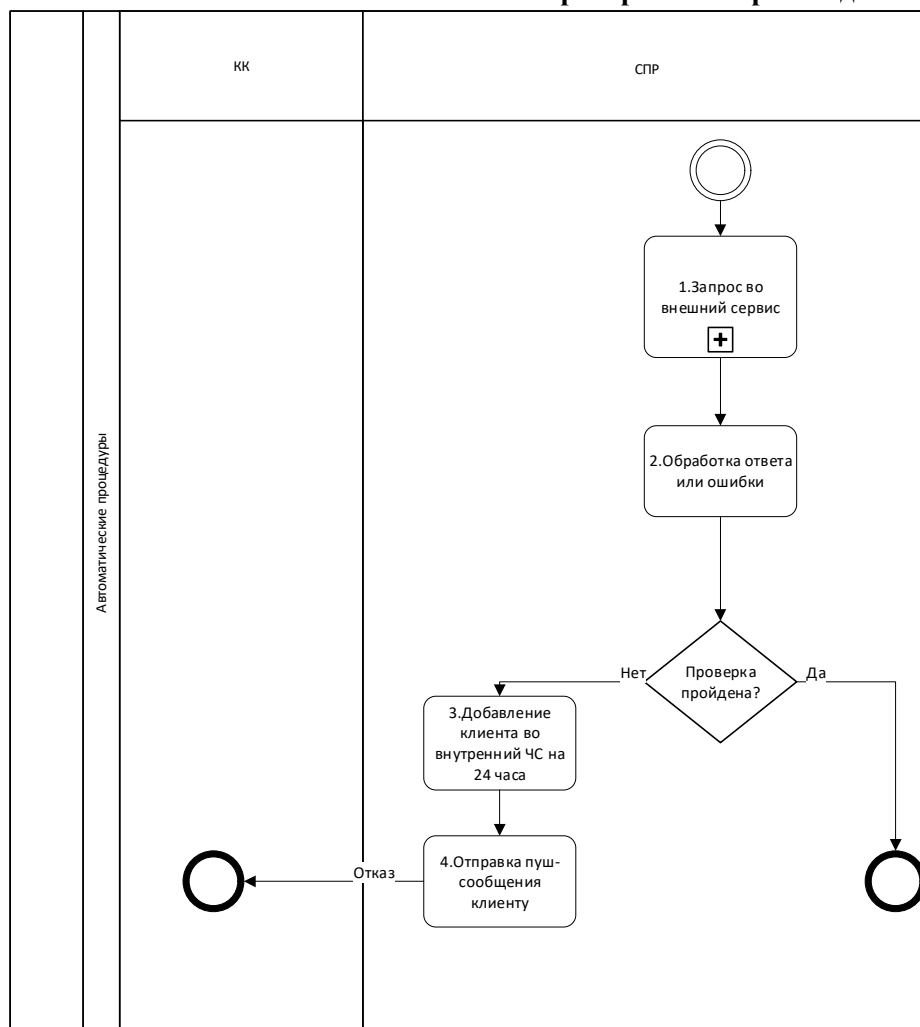 КК
СПР
Автоматические процедуры
1.Запрос во
внешний сервис
2.Обработка ответа
или ошибки
Проверка
пройдена?
Нет
Да
3.Добавление
клиента во
внутренний ЧС на
24 часа
4.Отправка пуш-
сообщения
клиенту
Отказ